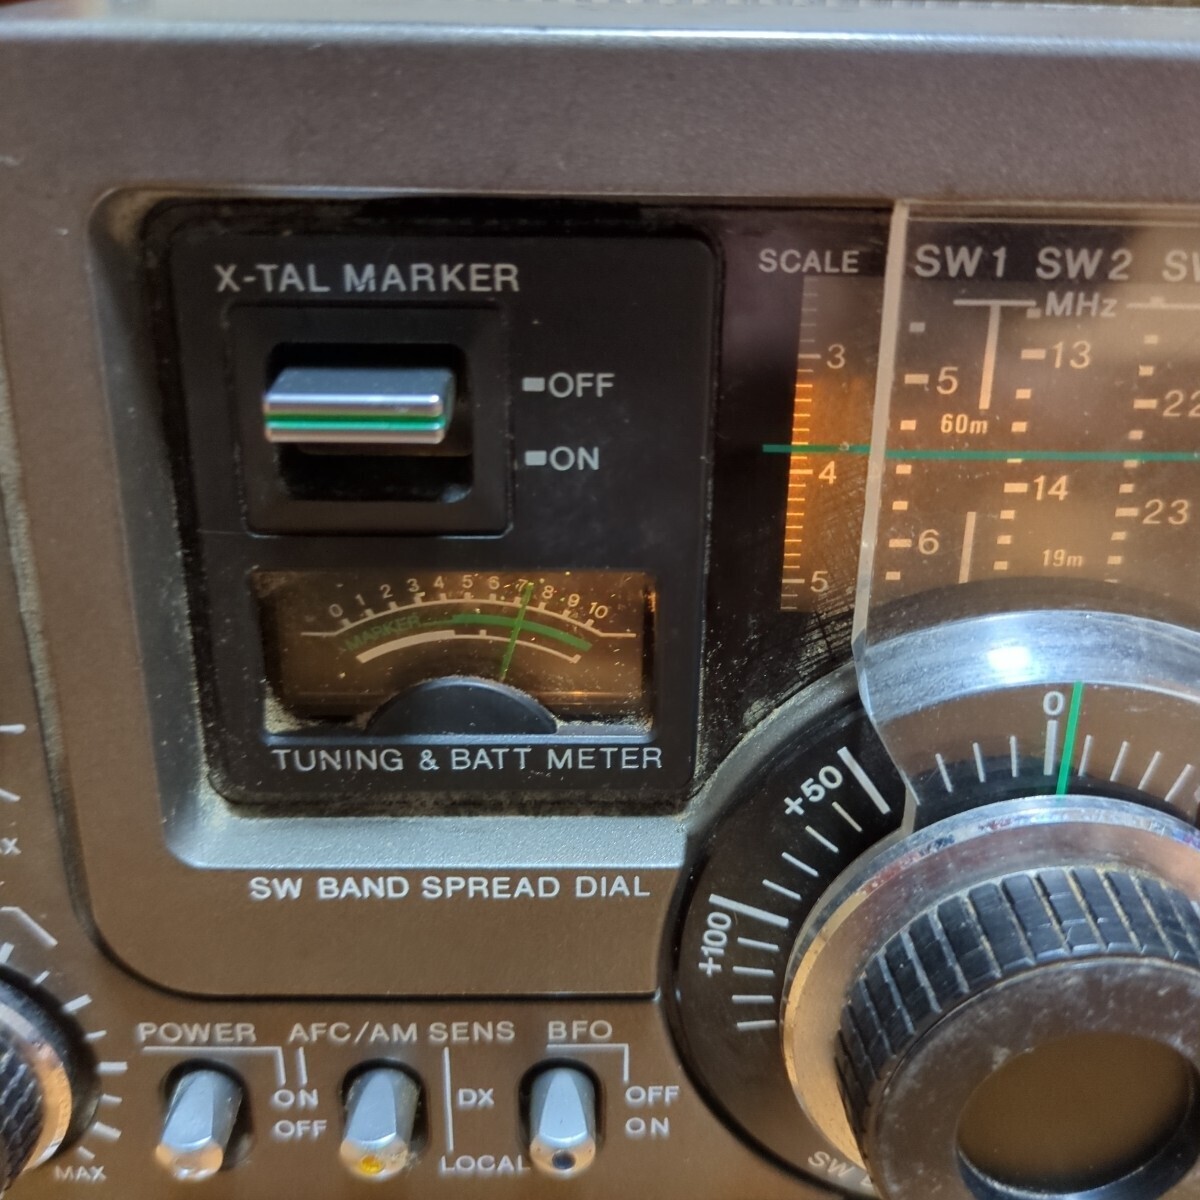 X-TAL MARKER
OFF
ON
SCALE SW1 SW2
MHz
3 5 13 22
60m
4 14 23
6 19m
5
0 1 2 3 4 5 6 7 8 9 10
MARKER
TUNING & BATT METER
SW BAND SPREAD DIAL
0
+50
+100
POWER AFC/AM SENS BFO
ON DX OFF
OFF ON
LOCAL
MAX
SW